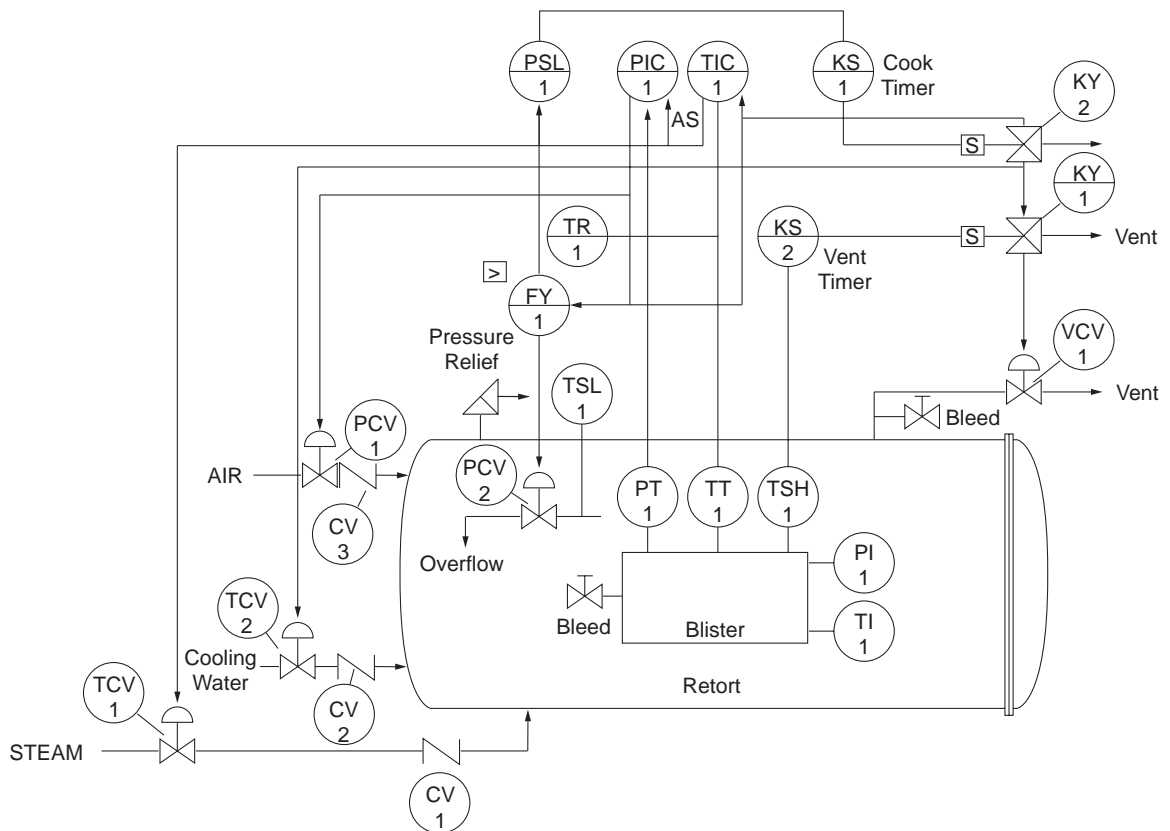 PSL
1
PIC
1
TIC
1
KS
1
Cook
Timer
KY
2
AS
S
KY
1
TR
1
KS
2
S
Vent
Vent
Timer
>
FY
1
Pressure
Relief
VCV
1
TSL
1
Vent
Bleed
PCV
1
AIR
PCV
2
PT
1
TT
1
TSH
1
CV
3
Overflow
PI
1
TCV
2
Bleed
Blister
TI
1
Cooling
Water
Retort
TCV
1
CV
2
STEAM
CV
1